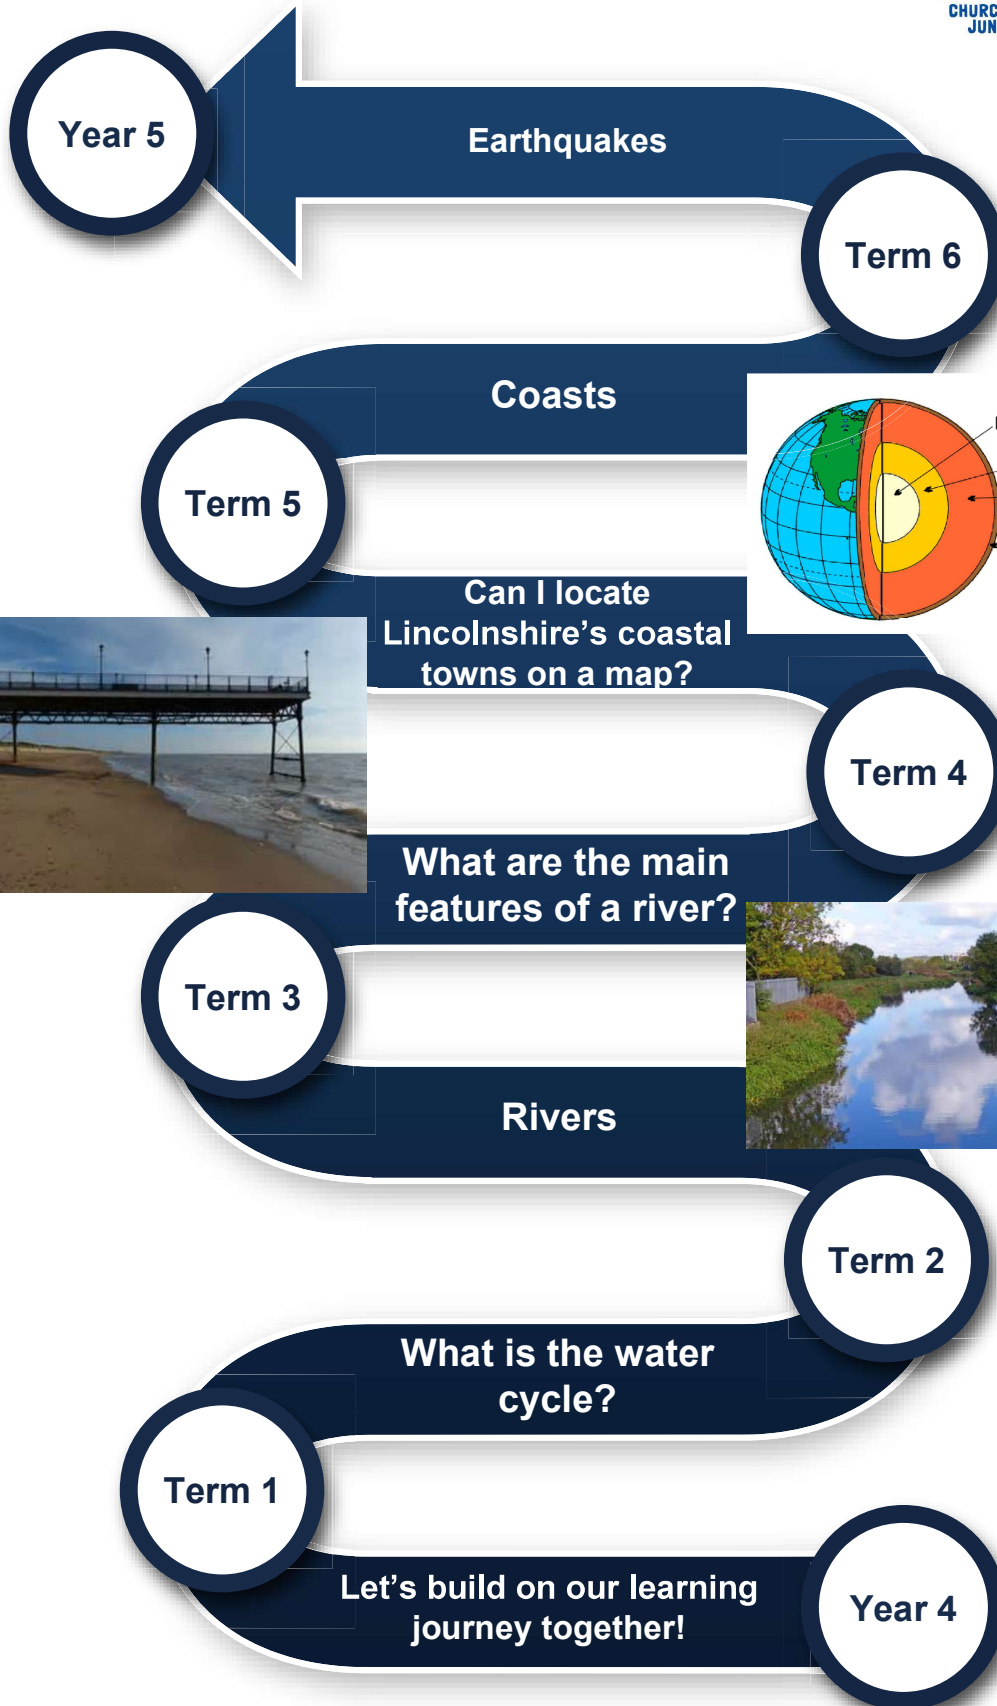 CHURC
JUN
Year 5
Earthquakes
Term 6
Coasts
Term 5
Can I locate
Lincolnshire’s coastal
towns on a map?
Term 4
What are the main
features of a river?
Term 3
Rivers
Term 2
What is the water
cycle?
Term 1
Let’s build on our learning
journey together!
Year 4